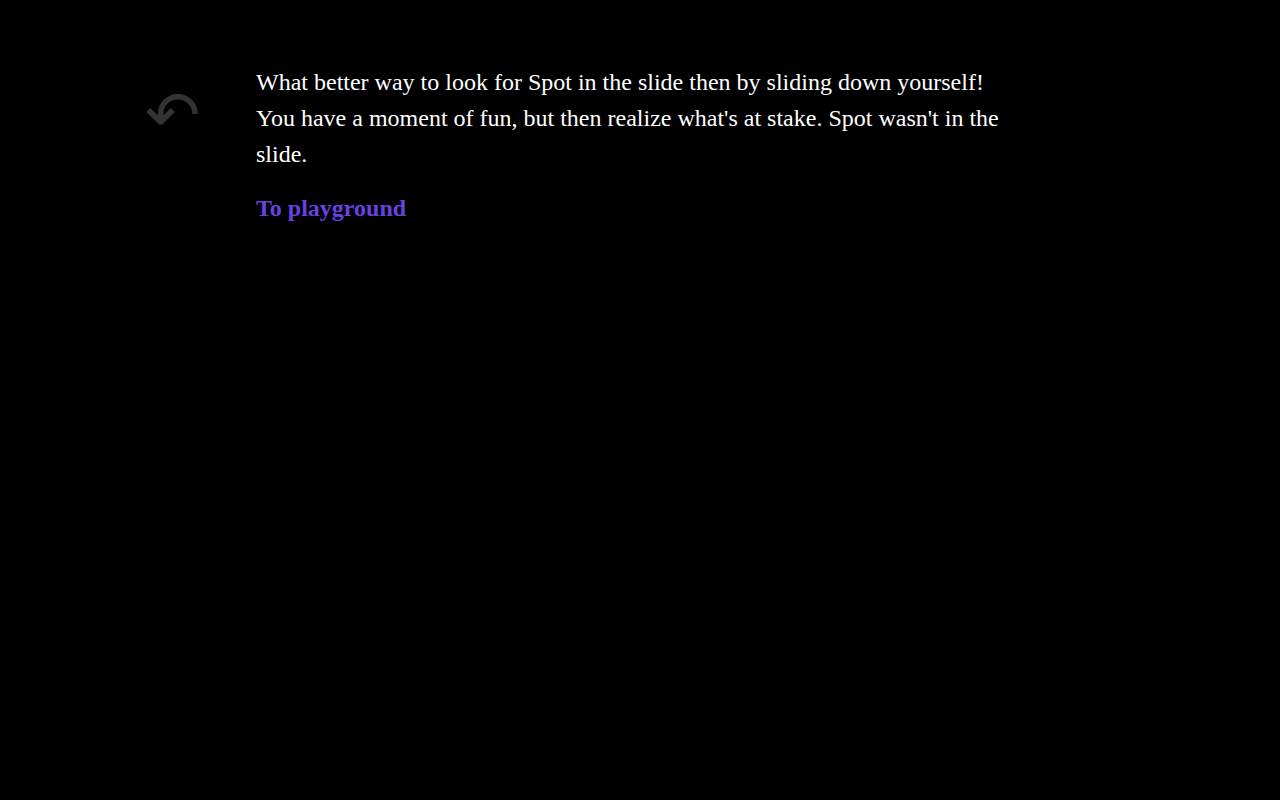 What better way to look for Spot in the slide then by sliding down yourself!
You have a moment of fun, but then realize what's at stake. Spot wasn't in the
slide.
To playground